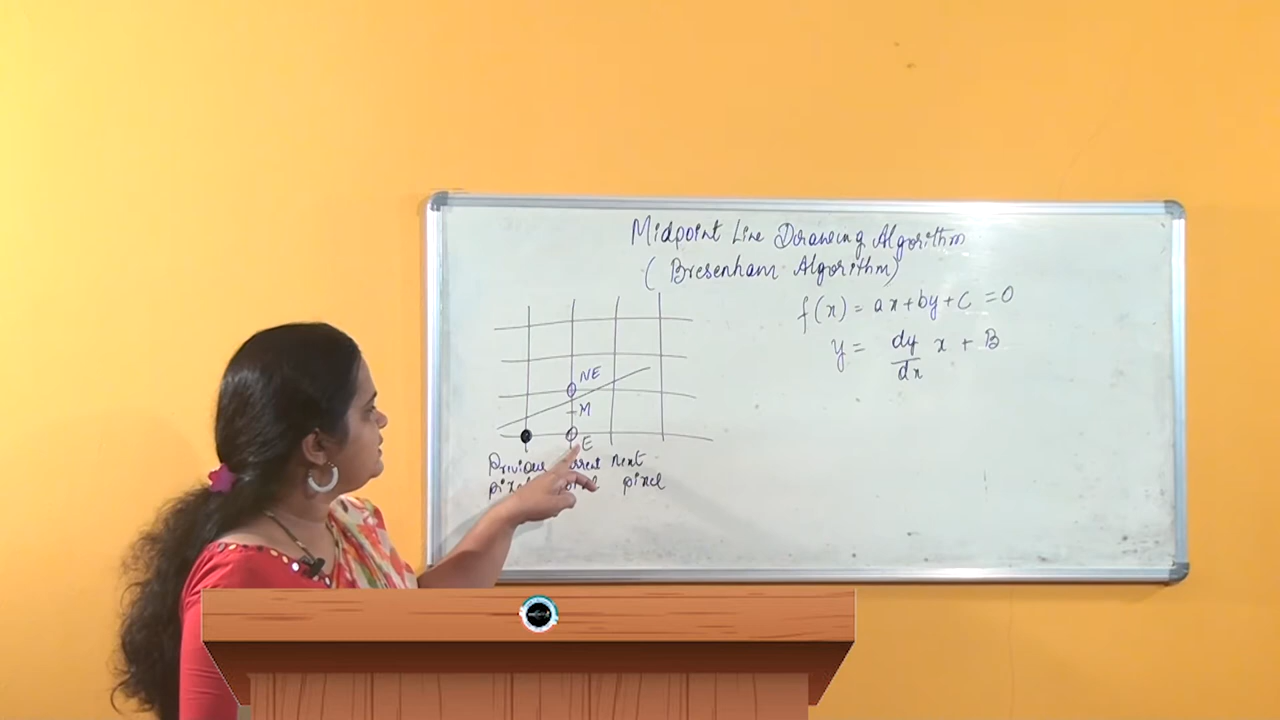 Midpoint Line Drawing Algorithm
(Bresenham Algorithm)
f(x) = ax+by+C = 0
y = dy/dx x + B
NE
M
E
Previous Next
pixel